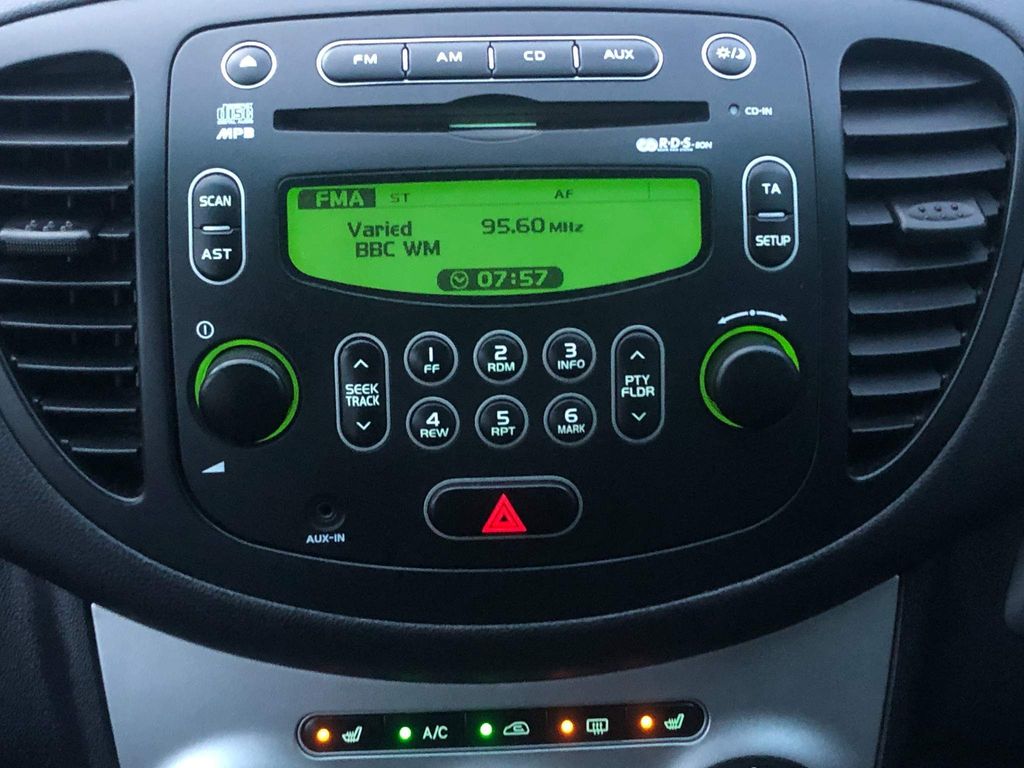 FM AM CD AUX
CD-IN
disc
MP3
R·D·S-EON
SCAN
AST
FMA ST AF
Varied 95.60 MHz
BBC WM
07:57
TA
SETUP
SEEK
TRACK
1
FF
2
RDM
3
INFO
4
REW
5
RPT
6
MARK
PTY
FLDR
AUX-IN
A/C